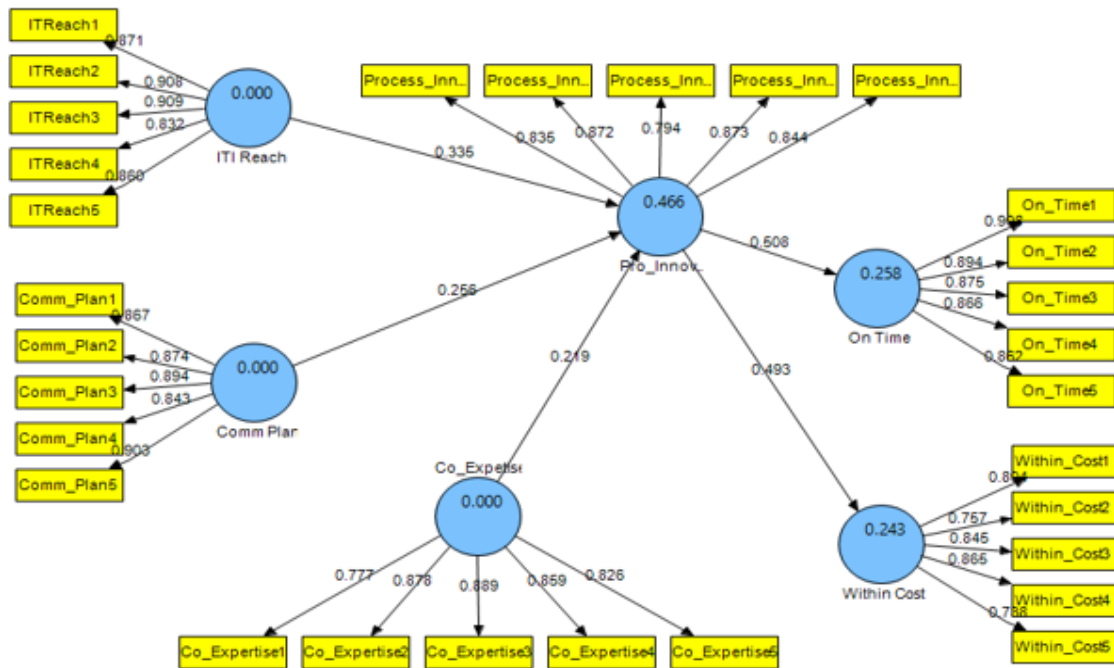 ITReach1
0.871
ITReach2
0.908
ITReach3
0.909
ITReach4
0.832
ITReach5
0.860
0.000
ITI Reach
0.335
Process_Inn...
Process_Inn...
Process_Inn...
Process_Inn...
Process_Inn...
0.835
0.872
0.794
0.873
0.844
0.466
Pro_Innov...
0.508
On_Time1
On_Time2
0.894
On_Time3
0.875
On_Time4
0.866
On_Time5
0.862
0.258
On Time
Comm_Plan1
0.867
Comm_Plan2
0.874
Comm_Plan3
0.894
Comm_Plan4
0.843
Comm_Plan5
0.903
0.000
Comm Plan
0.256
0.219
0.493
Co_Expetise
0.000
0.777
0.878
0.889
0.859
0.826
Co_Expertise1
Co_Expertise2
Co_Expertise3
Co_Expertise4
Co_Expertise5
Within_Cost1
Within_Cost2
0.757
Within_Cost3
0.845
Within_Cost4
0.865
Within_Cost5
0.243
Within Cost